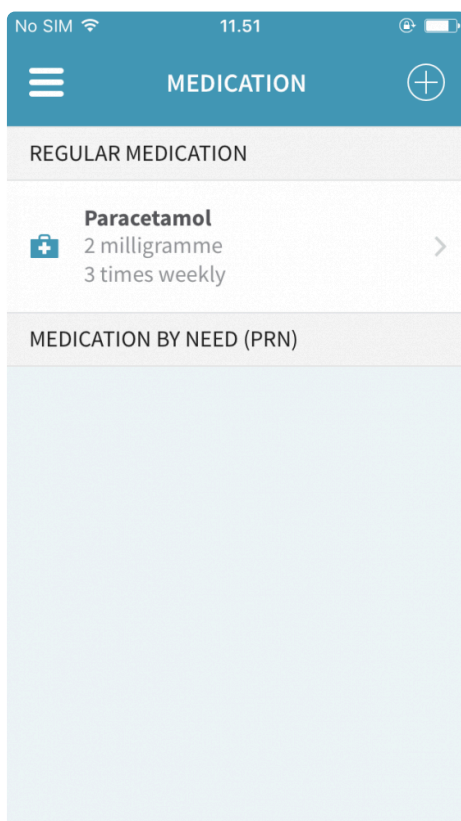 No SIM 11.51
MEDICATION
REGULAR MEDICATION
Paracetamol
2 milligramme
3 times weekly
MEDICATION BY NEED (PRN)